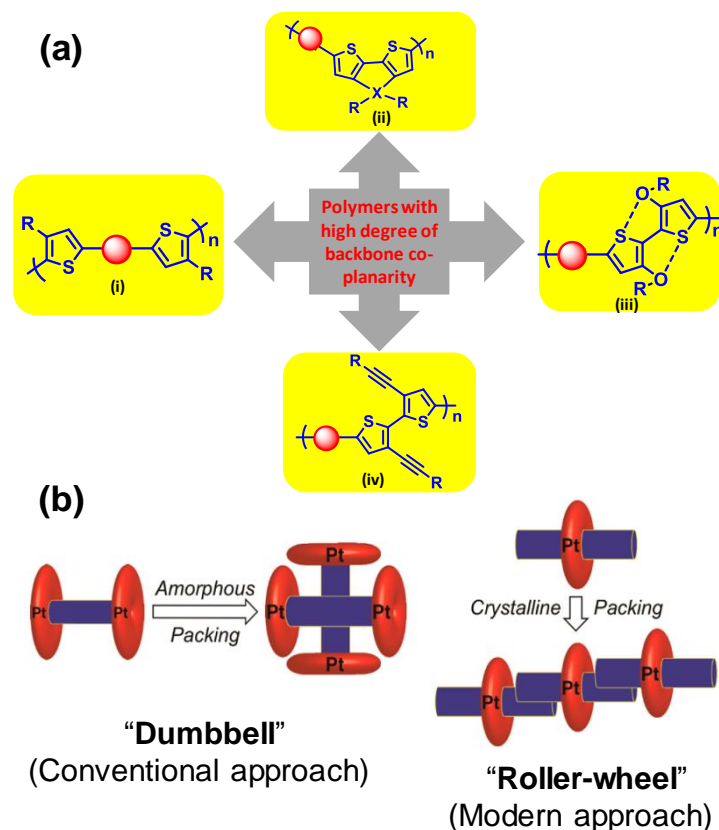 (a)
S
S
n
X
R
R
(ii)
R
S
S
n
R
(i)
Polymers with
high degree of
backbone co-
planarity
R
O
S
S
n
R
O
(iii)
R
S
S
n
R
(iv)
(b)
Pt
Pt
Amorphous
Packing
Pt
Pt
Pt
Pt
Pt
Crystalline
Packing
Pt
Pt
Pt
“Dumbbell”
(Conventional approach)
“Roller-wheel”
(Modern approach)